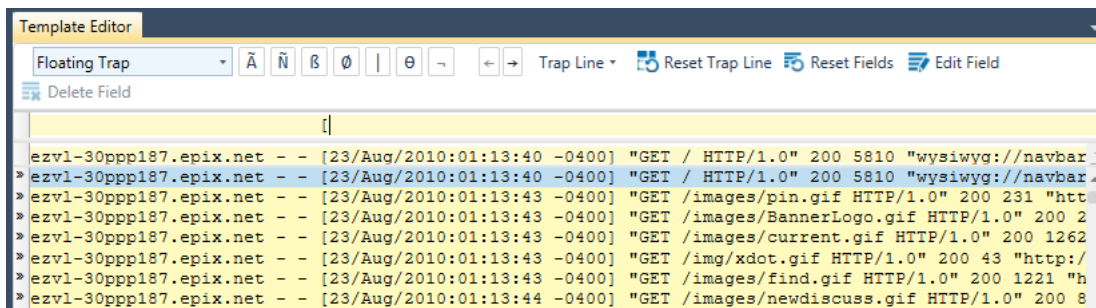 Template Editor
Floating Trap Ã Ñ ß Ø | Ɵ ¬ ← → Trap Line Reset Trap Line Reset Fields Edit Field
Delete Field
[
ezvl-30ppp187.epix.net - - [23/Aug/2010:01:13:40 -0400] "GET / HTTP/1.0" 200 5810 "wysiwyg://navbar
» ezvl-30ppp187.epix.net - - [23/Aug/2010:01:13:40 -0400] "GET / HTTP/1.0" 200 5810 "wysiwyg://navbar
» ezvl-30ppp187.epix.net - - [23/Aug/2010:01:13:43 -0400] "GET /images/pin.gif HTTP/1.0" 200 231 "htt
» ezvl-30ppp187.epix.net - - [23/Aug/2010:01:13:43 -0400] "GET /images/BannerLogo.gif HTTP/1.0" 200 2
» ezvl-30ppp187.epix.net - - [23/Aug/2010:01:13:43 -0400] "GET /images/current.gif HTTP/1.0" 200 1262
» ezvl-30ppp187.epix.net - - [23/Aug/2010:01:13:43 -0400] "GET /img/xdot.gif HTTP/1.0" 200 43 "http:/
» ezvl-30ppp187.epix.net - - [23/Aug/2010:01:13:43 -0400] "GET /images/find.gif HTTP/1.0" 200 1221 "h
» ezvl-30ppp187.epix.net - - [23/Aug/2010:01:13:44 -0400] "GET /images/newdiscuss.gif HTTP/1.0" 200 8